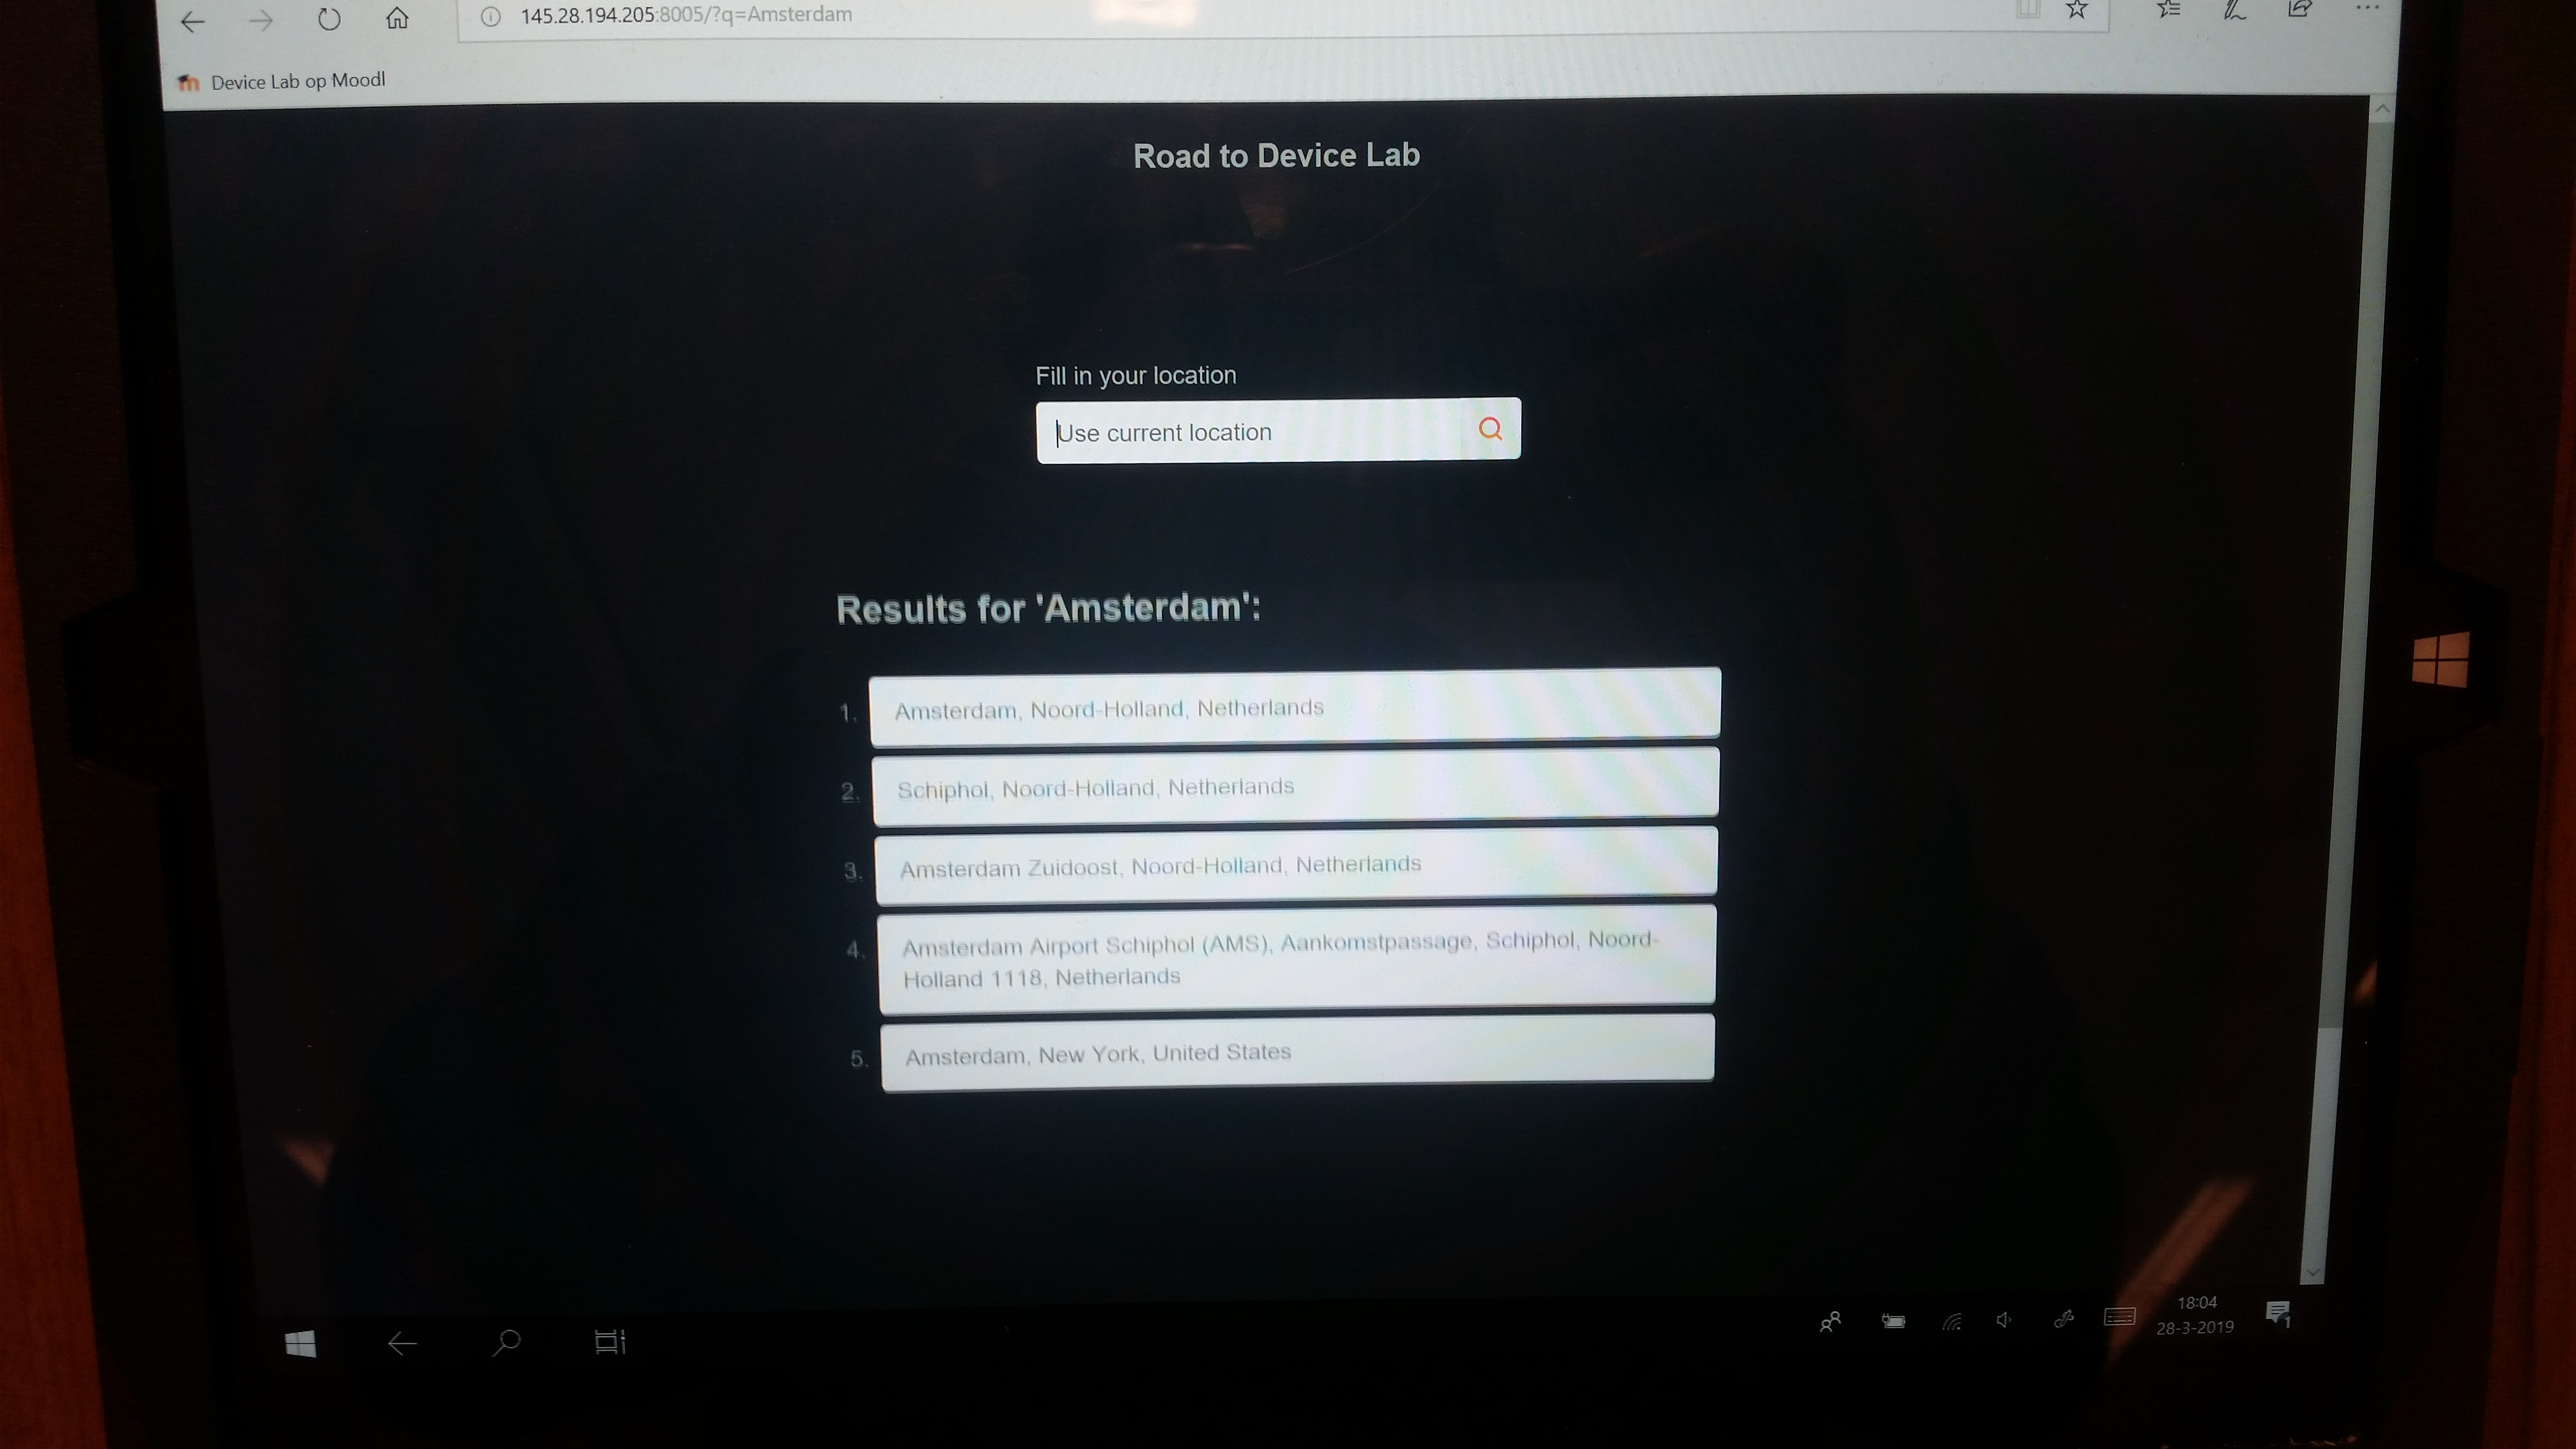 145.28.194.205:8005/?q=Amsterdam
Device Lab op Moodl
Road to Device Lab
Fill in your location
Use current location
Results for 'Amsterdam':
1. Amsterdam, Noord-Holland, Netherlands
2. Schiphol, Noord-Holland, Netherlands
3. Amsterdam Zuidoost, Noord-Holland, Netherlands
4. Amsterdam Airport Schiphol (AMS), Aankomstpassage, Schiphol, Noord-
Holland 1118, Netherlands
5. Amsterdam, New York, United States
18:04
28-3-2019
1